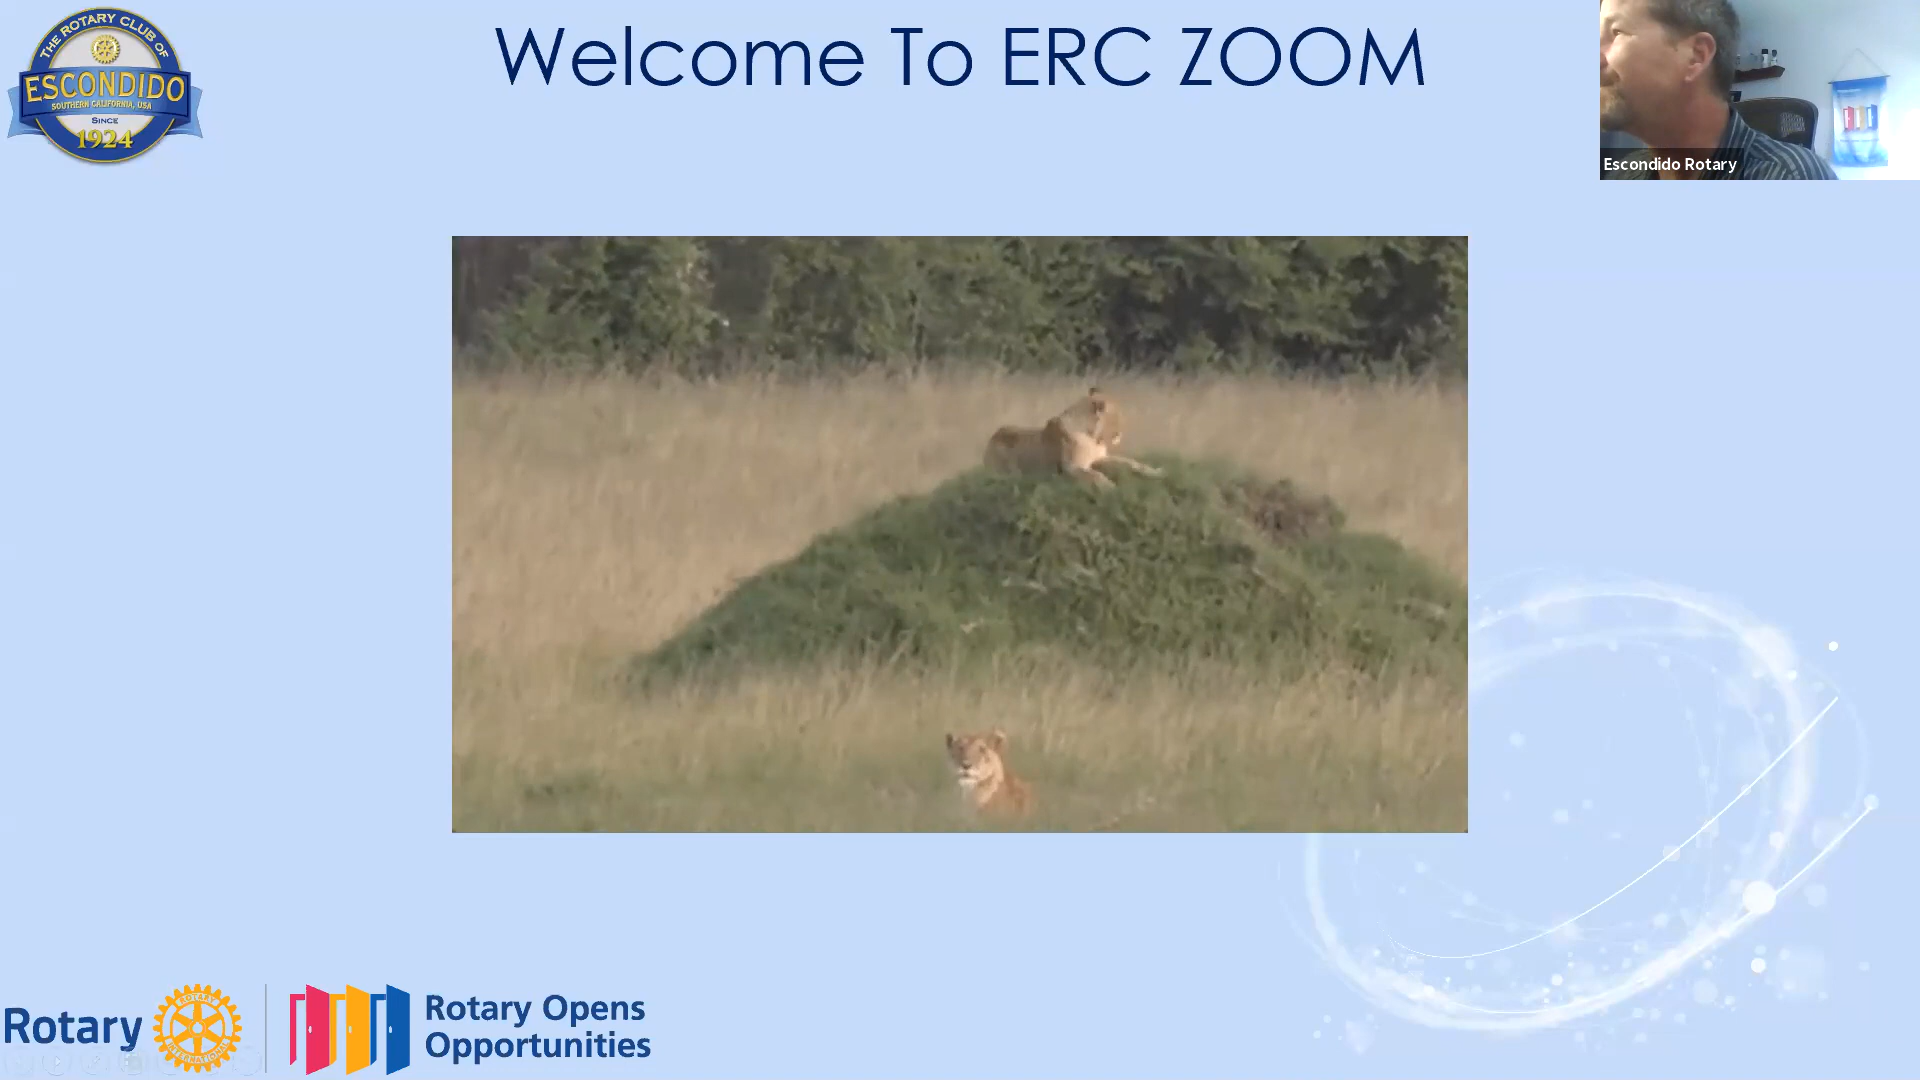 THE ROTARY CLUB OF
ESCONDIDO
SOUTHERN CALIFORNIA, USA
SINCE
1924
Welcome To ERC ZOOM
Escondido Rotary
Rotary
ROTARY
INTERNATIONAL
Rotary Opens
Opportunities